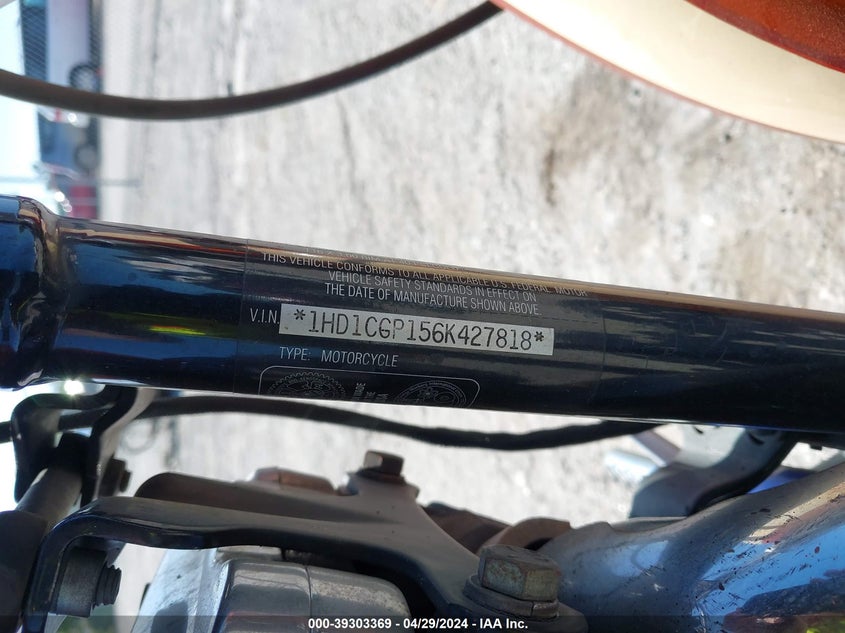 THIS VEHICLE CONFORMS TO ALL APPLICABLE U.S. FEDERAL MOTOR
VEHICLE SAFETY STANDARDS IN EFFECT ON
THE DATE OF MANUFACTURE SHOWN ABOVE
V.I.N. *1HD1CGP156K427818*
TYPE: MOTORCYCLE
000-39303369 - 04/29/2024 - IAA Inc.